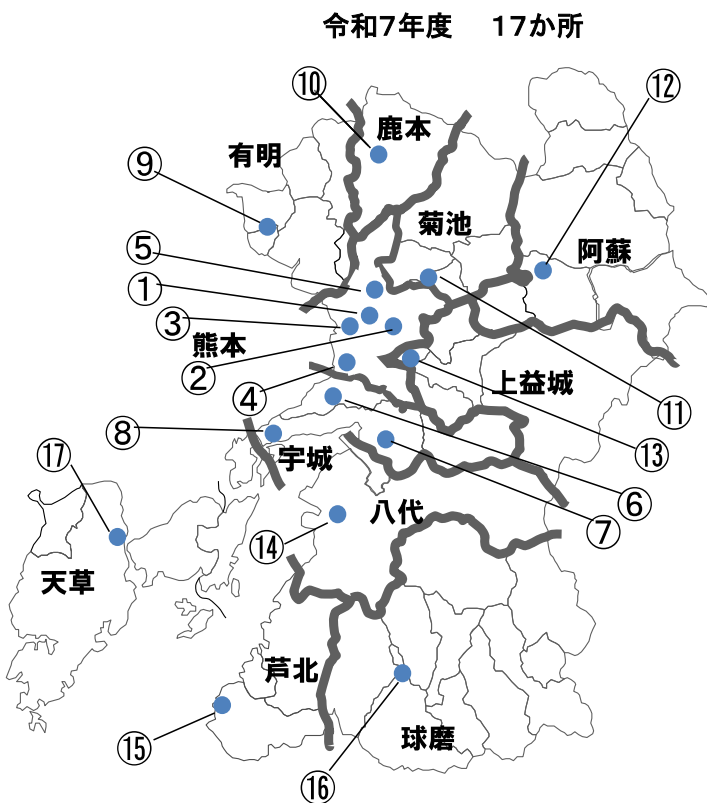 令和7年度　17か所
⑩
⑫
鹿本
有明
⑨
菊池
⑤
阿蘇
①
③
熊本
②
④
上益城
⑪
⑧
⑬
⑰
宇城
⑥
⑦
八代
⑭
天草
芦北
⑮
球磨
⑯